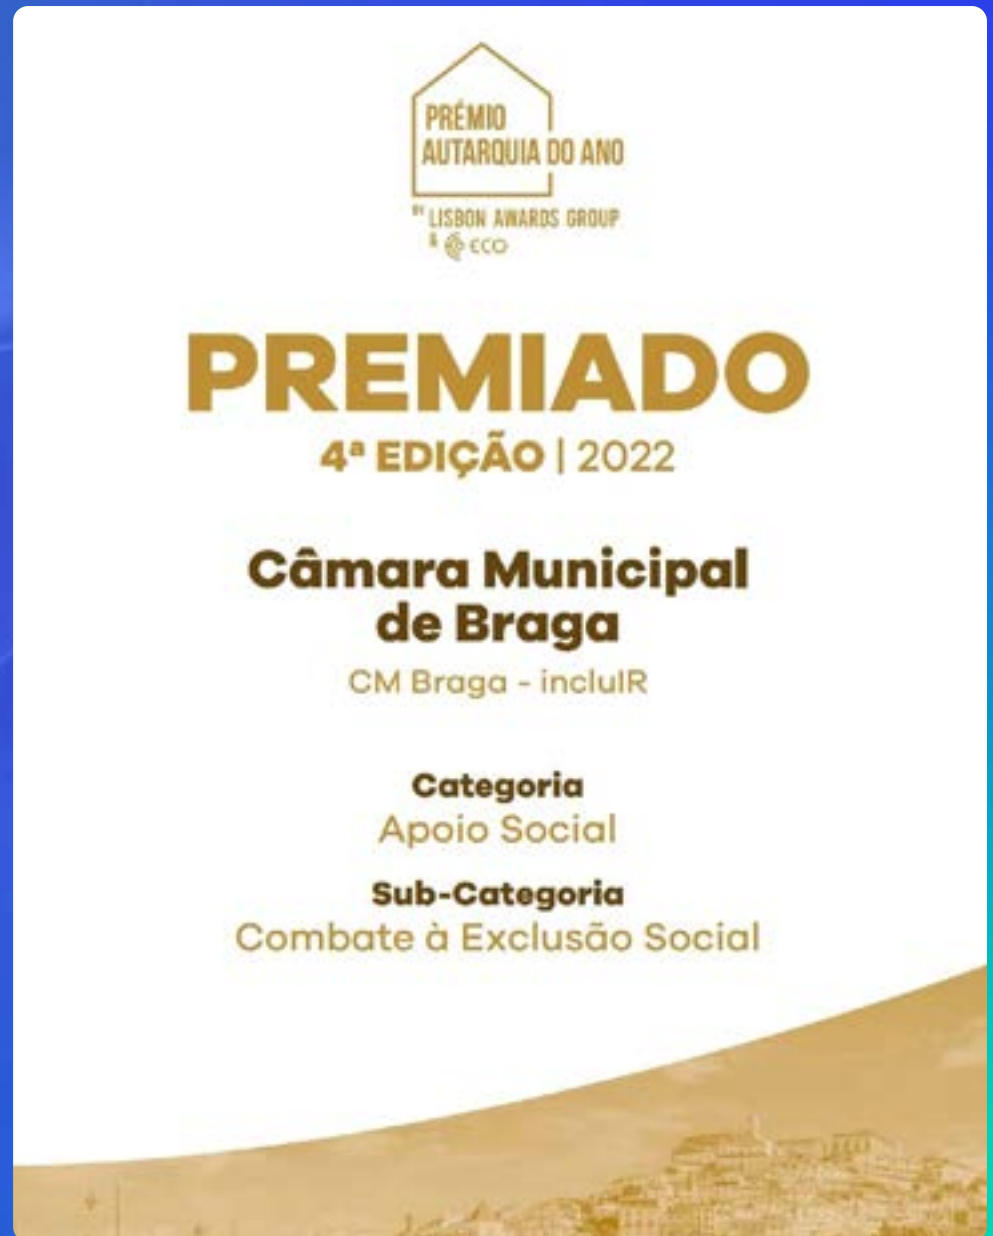 PRÉMIO
AUTARQUIA DO ANO
BY LISBON AWARDS GROUP
& ECO
PREMIADO
4ª EDIÇÃO | 2022
Câmara Municipal
de Braga
CM Braga - incluIR
Categoria
Apoio Social
Sub-Categoria
Combate à Exclusão Social